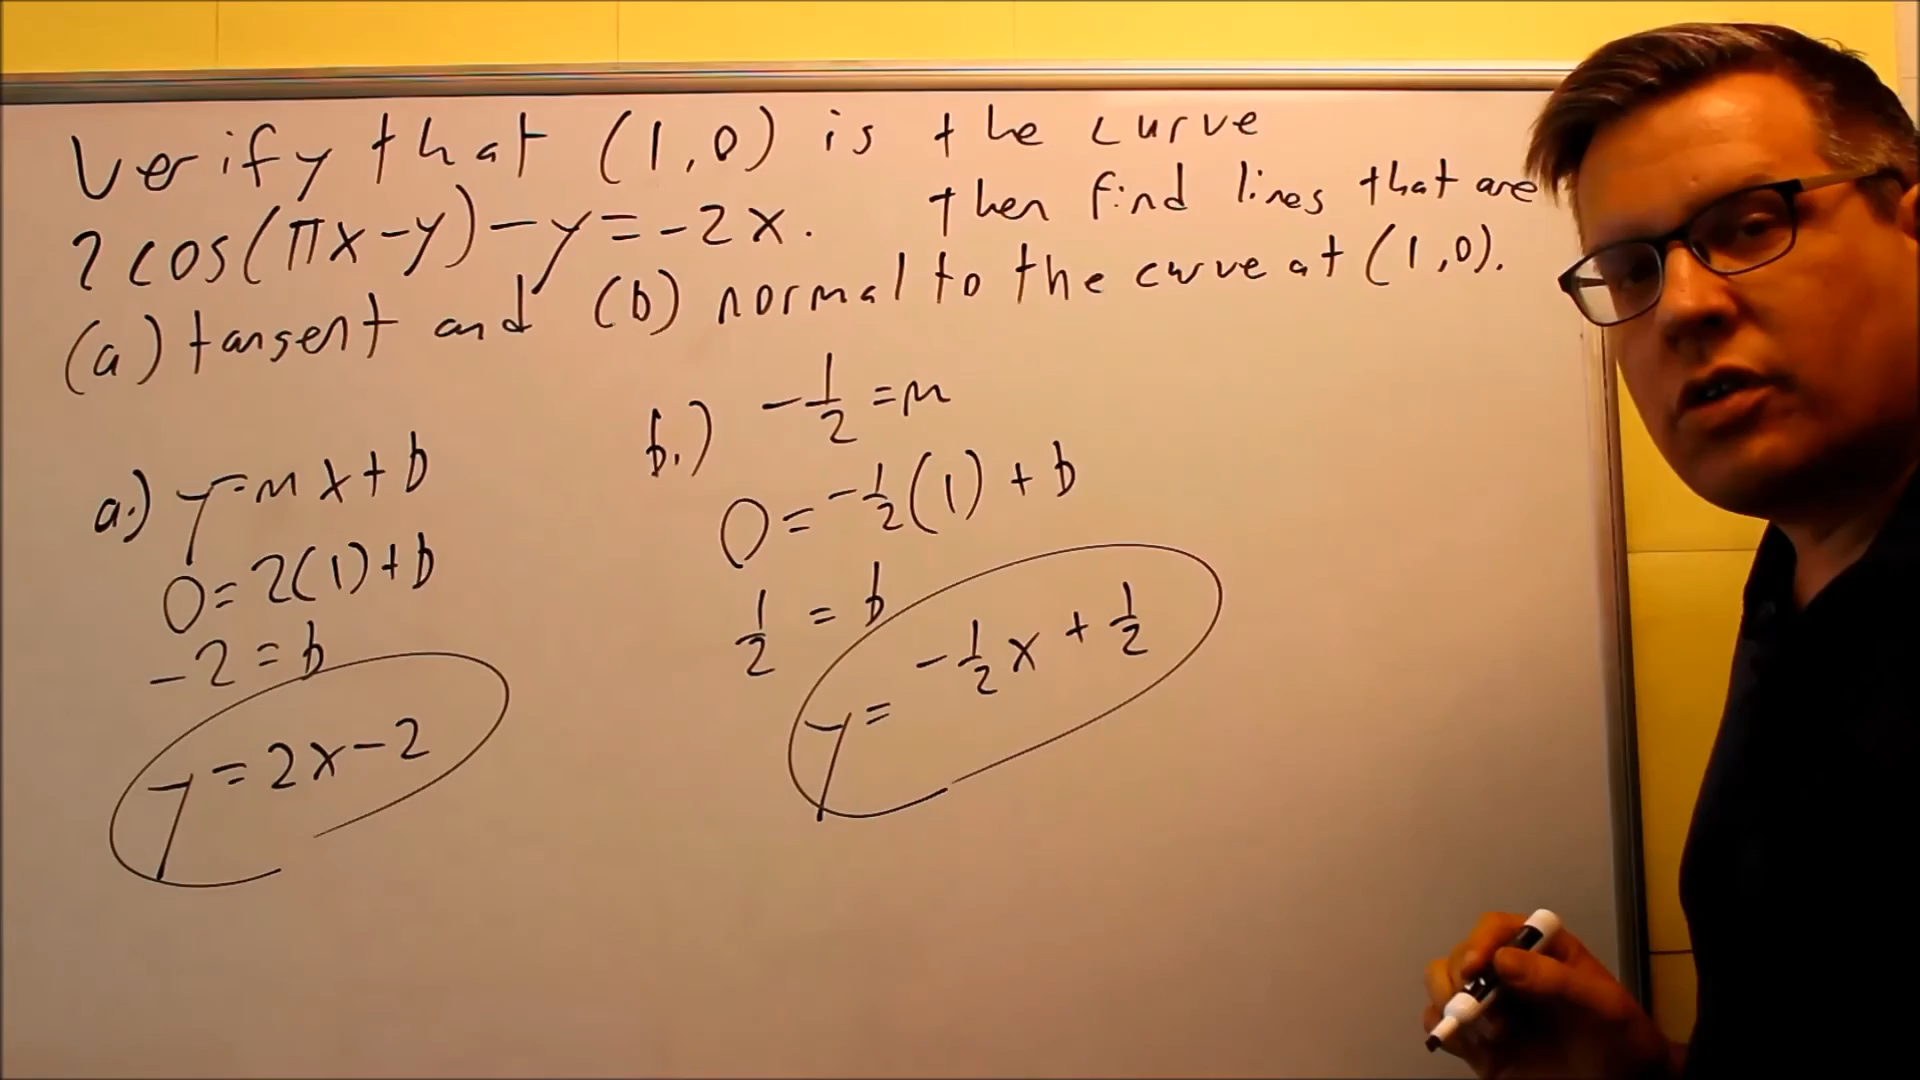 Verify that (1,0) is the curve
2cos(πx-y)-y=-2x. then find lines that are
(a) tangent and (b) normal to the curve at (1,0).
a.) y=mx+b
0=2(1)+b
-2=b
y=2x-2
b.) -1/2=m
0=-1/2(1)+b
1/2=b
y=-1/2x+1/2